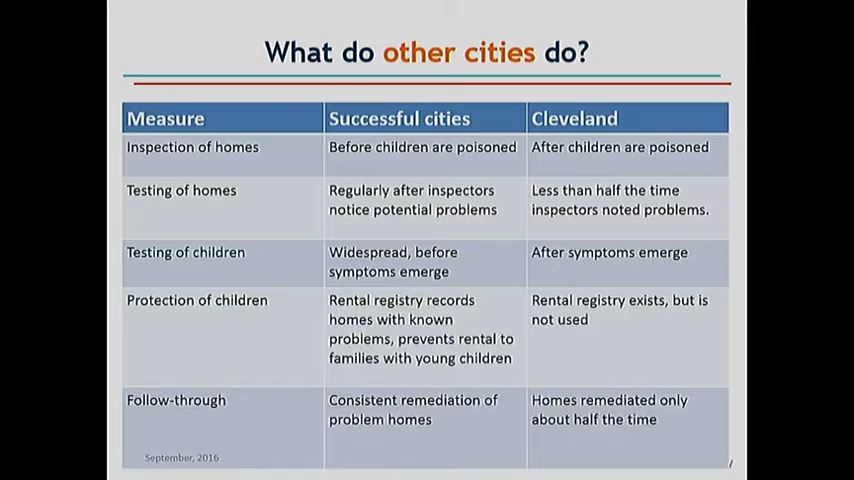 What do other cities do?
Measure
Successful cities
Cleveland
Inspection of homes
Before children are poisoned
After children are poisoned
Testing of homes
Regularly after inspectors
notice potential problems
Less than half the time
inspectors noted problems.
Testing of children
Widespread, before
symptoms emerge
After symptoms emerge
Protection of children
Rental registry records
homes with known
problems, prevents rental to
families with young children
Rental registry exists, but is
not used
Follow-through
Consistent remediation of
problem homes
Homes remediated only
about half the time
September, 2016